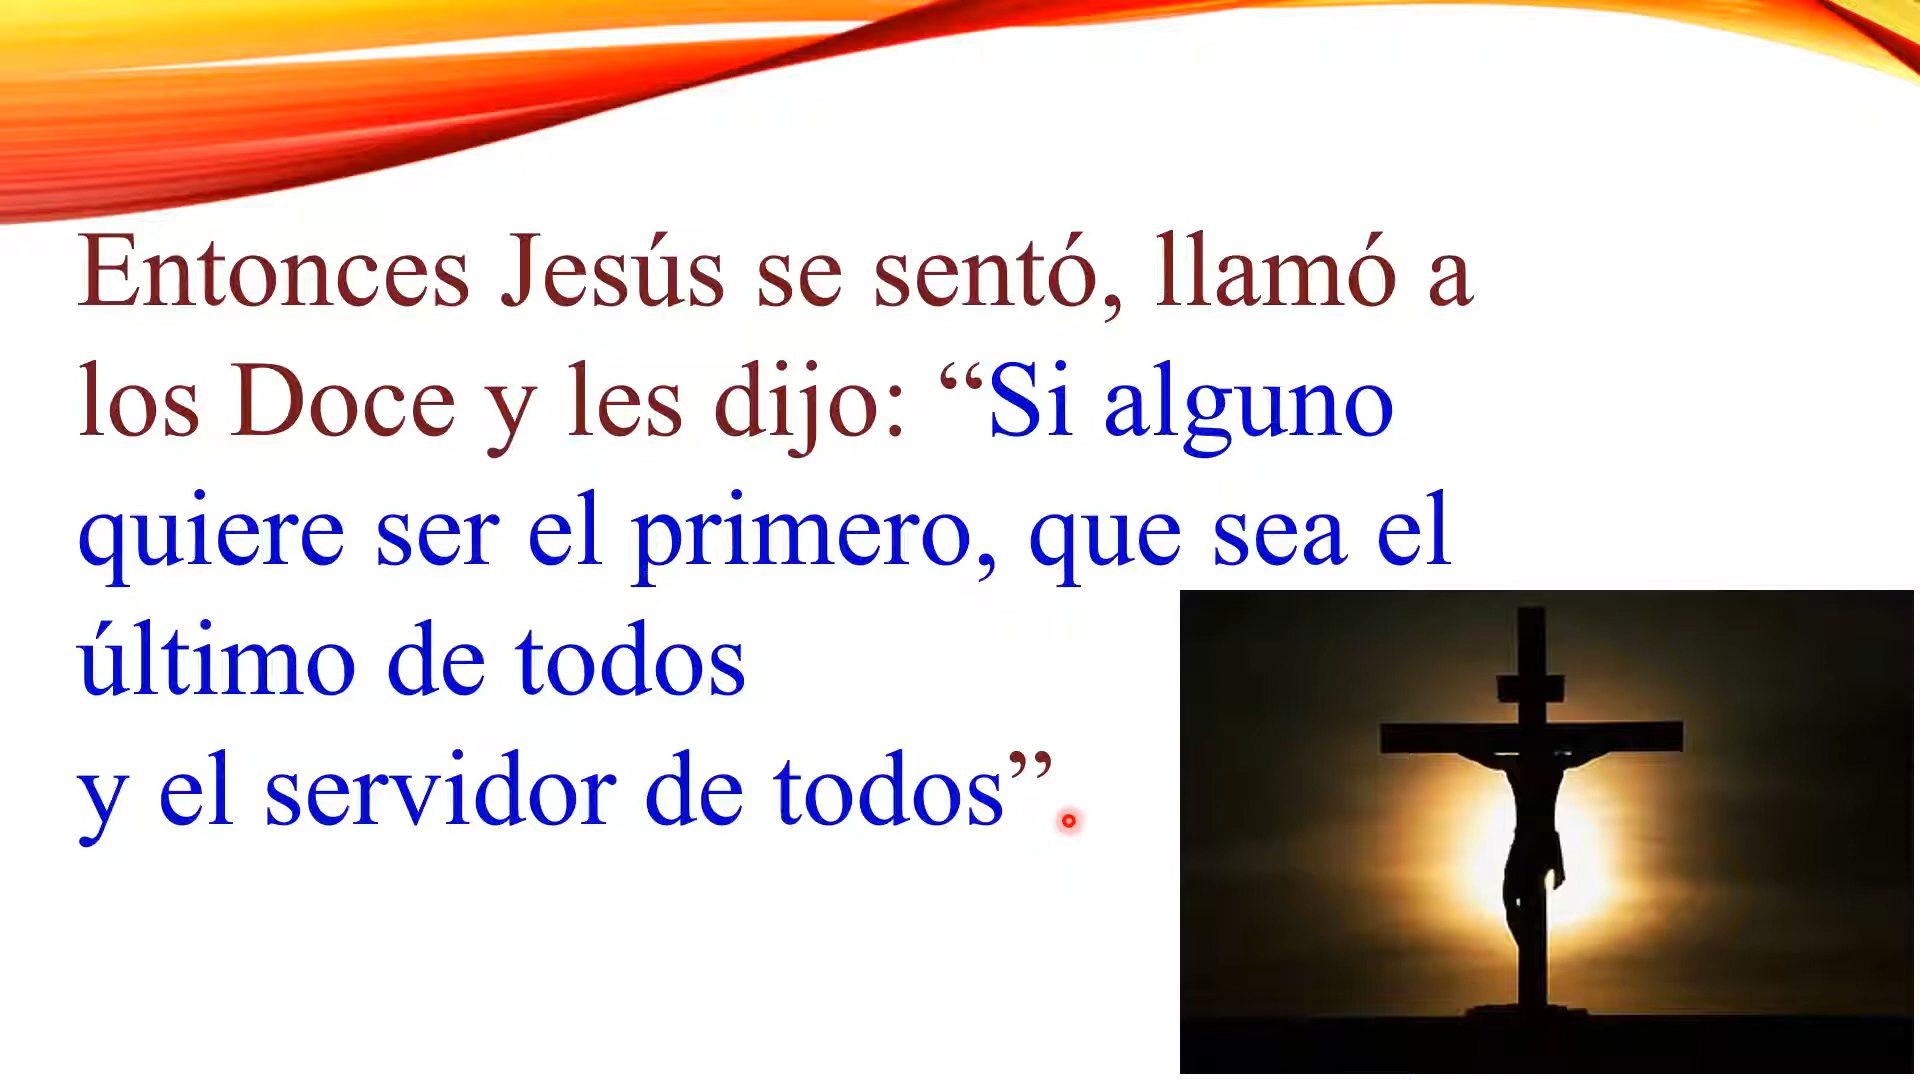 Entonces Jesús se sentó, llamó a
los Doce y les dijo: “Si alguno
quiere ser el primero, que sea el
último de todos
y el servidor de todos”.